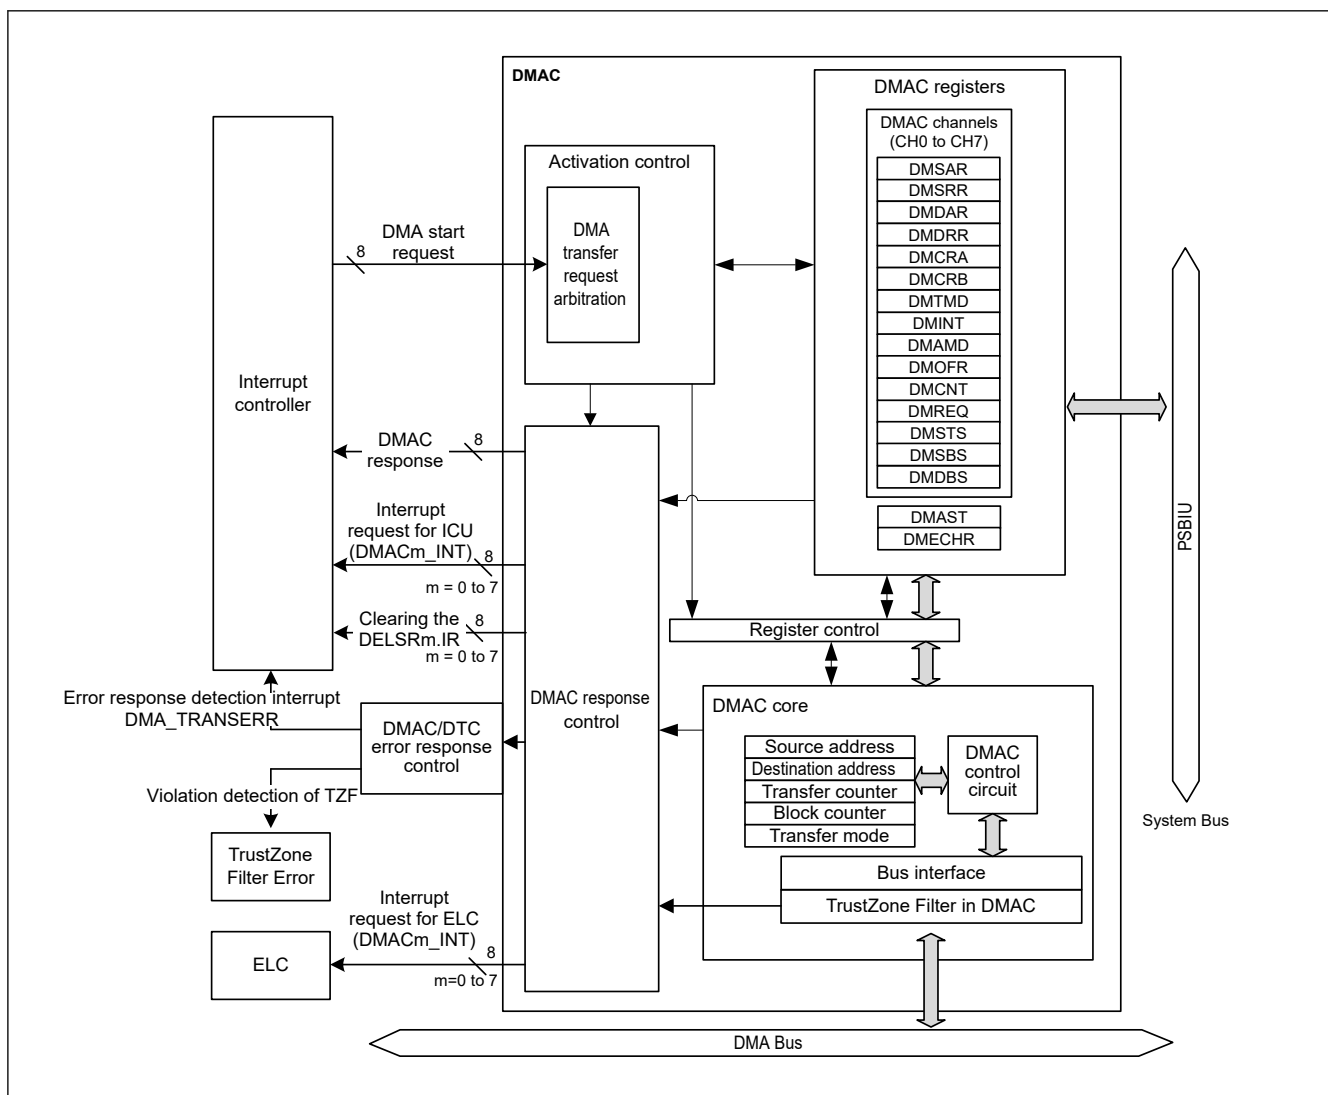 DMAC
DMAC registers
DMAC channels
(CH0 to CH7)
DMSAR
DMSRR
DMDAR
DMDRR
DMCRA
DMCRB
DMTMD
DMINT
DMAMD
DMOFR
DMCNT
DMREQ
DMSTS
DMSBS
DMDBS
DMAST
DMECHR
Activation control
DMA
transfer
request
arbitration
DMA start
request
8
Interrupt
controller
DMAC
response
8
Interrupt
request for ICU
(DMACm_INT)
8
m = 0 to 7
Clearing the
DELSRm.IR
8
m = 0 to 7
Error response detection interrupt
DMA_TRANSERR
DMAC/DTC
error response
control
Violation detection of TZF
TrustZone
Filter Error
Interrupt
request for ELC
(DMACm_INT)
8
m=0 to 7
ELC
DMAC response
control
Register control
DMAC core
Source address
Destination address
Transfer counter
Block counter
Transfer mode
DMAC
control
circuit
Bus interface
TrustZone Filter in DMAC
PSBIU
System Bus
DMA Bus